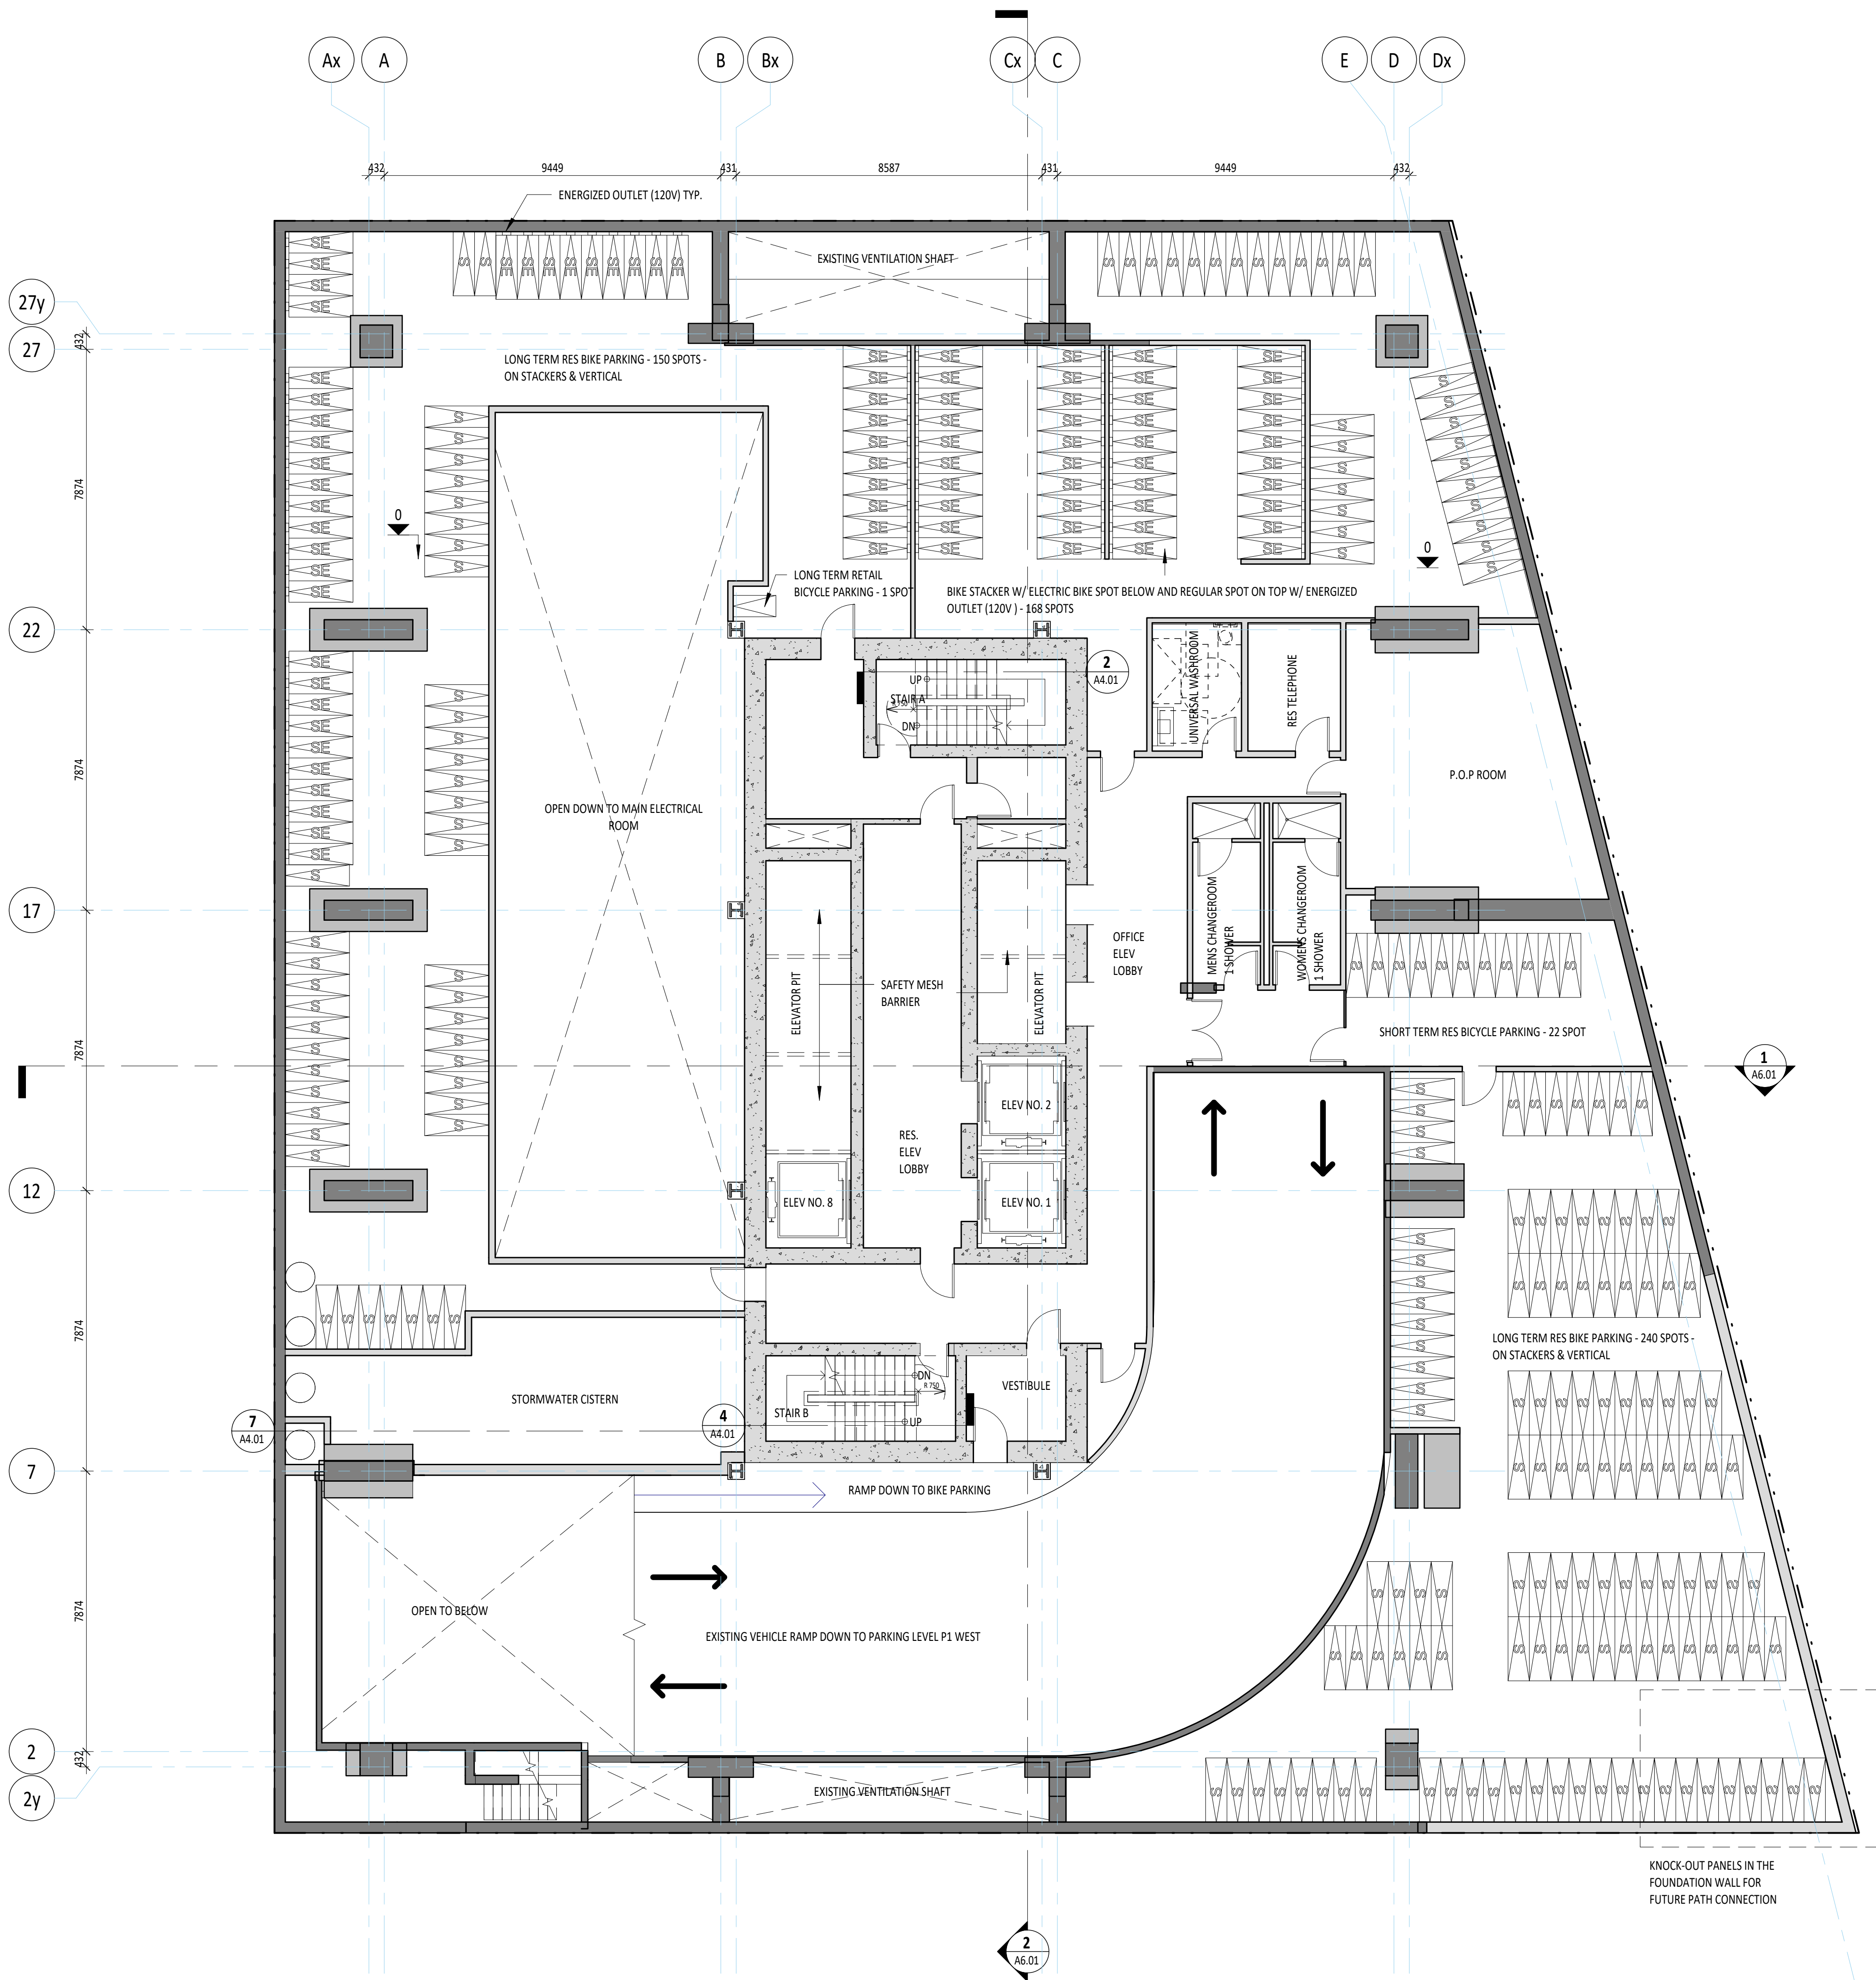 Ax A B Bx Cx C E D Dx
432 9449 431 8587 431 9449 432
ENERGIZED OUTLET (120V) TYP.
EXISTING VENTILATION SHAFT
27y
27
22
17
12
7
2
2y
432
7874
7874
7874
7874
7874
432
LONG TERM RES BIKE PARKING - 150 SPOTS -
ON STACKERS & VERTICAL
0
0
LONG TERM RETAIL
BICYCLE PARKING - 1 SPOT
BIKE STACKER W/ ELECTRIC BIKE SPOT BELOW AND REGULAR SPOT ON TOP W/ ENERGIZED
OUTLET (120V ) - 168 SPOTS
UP
STAIR A
750
DN
2
A4.01
UNIVERSAL WASHROOM
RES TELEPHONE
P.O.P ROOM
OPEN DOWN TO MAIN ELECTRICAL
ROOM
MENS CHANGEROOM
1 SHOWER
WOMENS CHANGEROOM
1 SHOWER
OFFICE
ELEV
LOBBY
ELEVATOR PIT
SAFETY MESH
BARRIER
ELEVATOR PIT
SHORT TERM RES BICYCLE PARKING - 22 SPOT
1
A6.01
ELEV NO. 2
RES.
ELEV
LOBBY
ELEV NO. 8
ELEV NO. 1
LONG TERM RES BIKE PARKING - 240 SPOTS -
ON STACKERS & VERTICAL
STORMWATER CISTERN
DN
R 750
STAIR B
UP
VESTIBULE
7
A4.01
4
A4.01
RAMP DOWN TO BIKE PARKING
OPEN TO BELOW
EXISTING VEHICLE RAMP DOWN TO PARKING LEVEL P1 WEST
EXISTING VENTILATION SHAFT
KNOCK-OUT PANELS IN THE
FOUNDATION WALL FOR
FUTURE PATH CONNECTION
2
A6.01